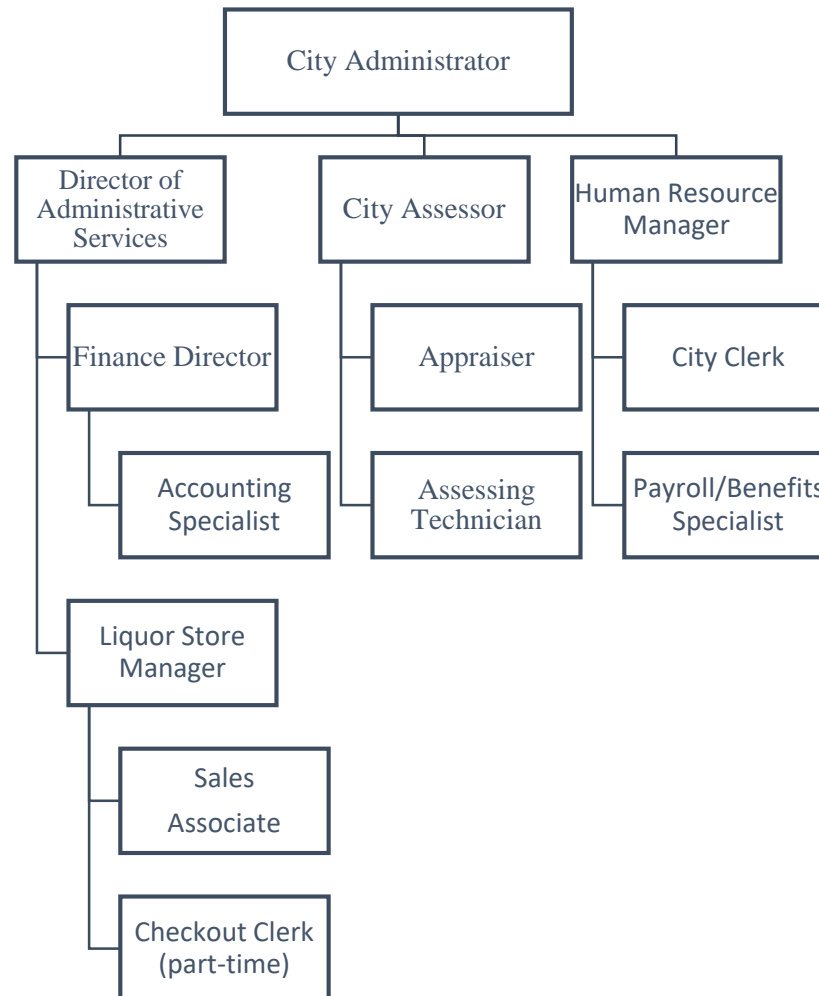 City Administrator
Director of
Administrative
Services
City Assessor
Human Resource
Manager
Finance Director
Appraiser
City Clerk
Accounting
Specialist
Assessing
Technician
Payroll/Benefits
Specialist
Liquor Store
Manager
Sales
Associate
Checkout Clerk
(part-time)